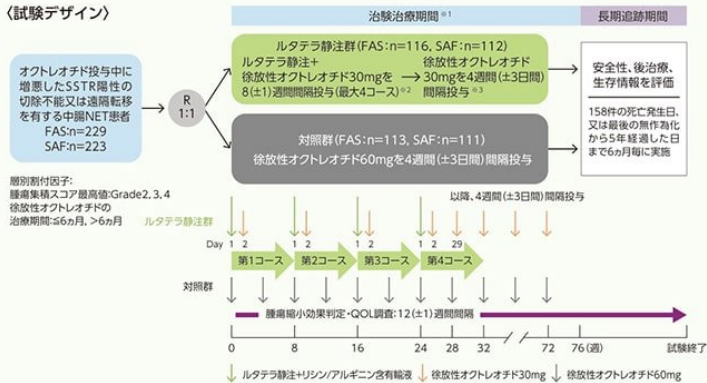 〈試験デザイン〉
治験治療期間※1
長期追跡期間
オクトレオチド投与中に
増悪したSSTR陽性の
切除不能又は遠隔転移
を有する中腸NET患者
FAS:n=229
SAF:n=223
R
1:1
ルタテラ静注群(FAS:n=116, SAF:n=112)
ルタテラ静注+
徐放性オクトレオチド30mgを
8(±1)週間間隔投与(最大4コース)※2
徐放性オクトレオチド
30mgを4週間(±3日間)
間隔投与※3
対照群(FAS:n=113, SAF:n=111)
徐放性オクトレオチド60mgを4週間(±3日間)間隔投与
安全性、後治療、
生存情報を評価
158件の死亡発生日、
又は最後の無作為化
から5年経過した日
まで6ヵ月毎に実施
層別割付因子:
腫瘍集積スコア最高値:Grade2, 3, 4
徐放性オクトレオチドの
治療期間:≦6ヵ月, >6ヵ月
以降、4週間(±3日間)間隔投与
ルタテラ静注群
Day 1 2 1 2 1 2 1 2 29
第1コース 第2コース 第3コース 第4コース
対照群
腫瘍縮小効果判定・QOL調査:12(±1)週間間隔
0 8 16 24 28 32 72 76(週) 試験終了
ルタテラ静注+リシン/アルギニン含有輸液 徐放性オクトレオチド30mg 徐放性オクトレオチド60mg